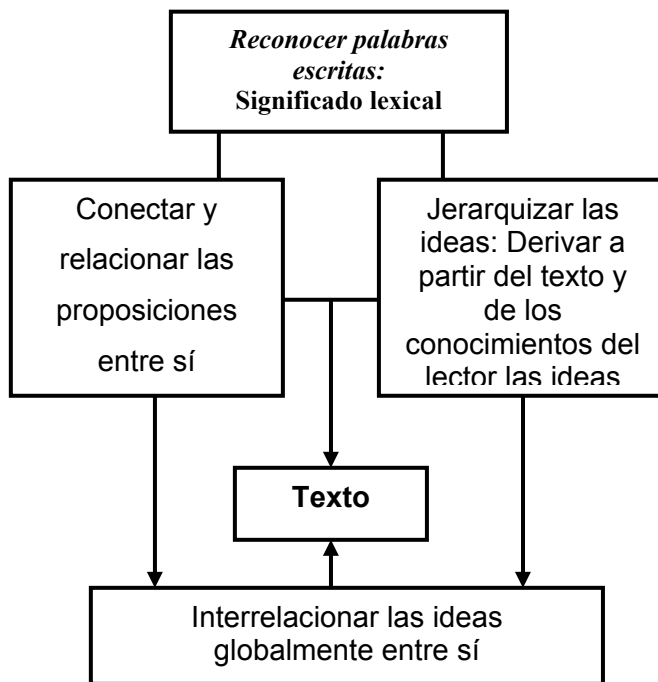 Reconocer palabras
escritas:
Significado lexical
Conectar y
relacionar las
proposiciones
entre sí
Jerarquizar las
ideas: Derivar a
partir del texto y
de los
conocimientos del
lector las ideas
Texto
Interrelacionar las ideas
globalmente entre sí